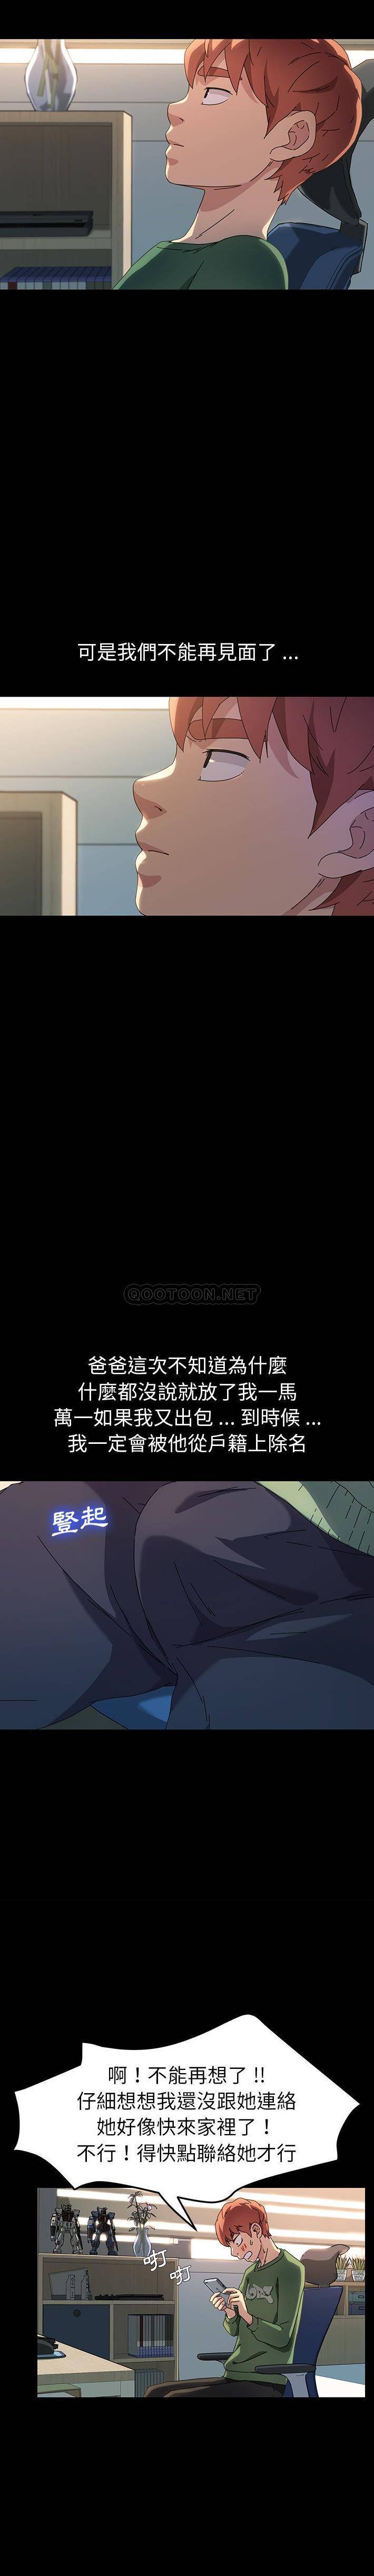 可是我們不能再見面了 ...
QOOTOON.NET
爸爸這次不知道為什麼
什麼都沒說就放了我一馬
萬一如果我又出包 ... 到時候 ...
我一定會被他從戶籍上除名
豎起
啊！不能再想了 !!
仔細想想我還沒跟她連絡
她好像快來家裡了！
不行！得快點聯絡她才行
叮
叮